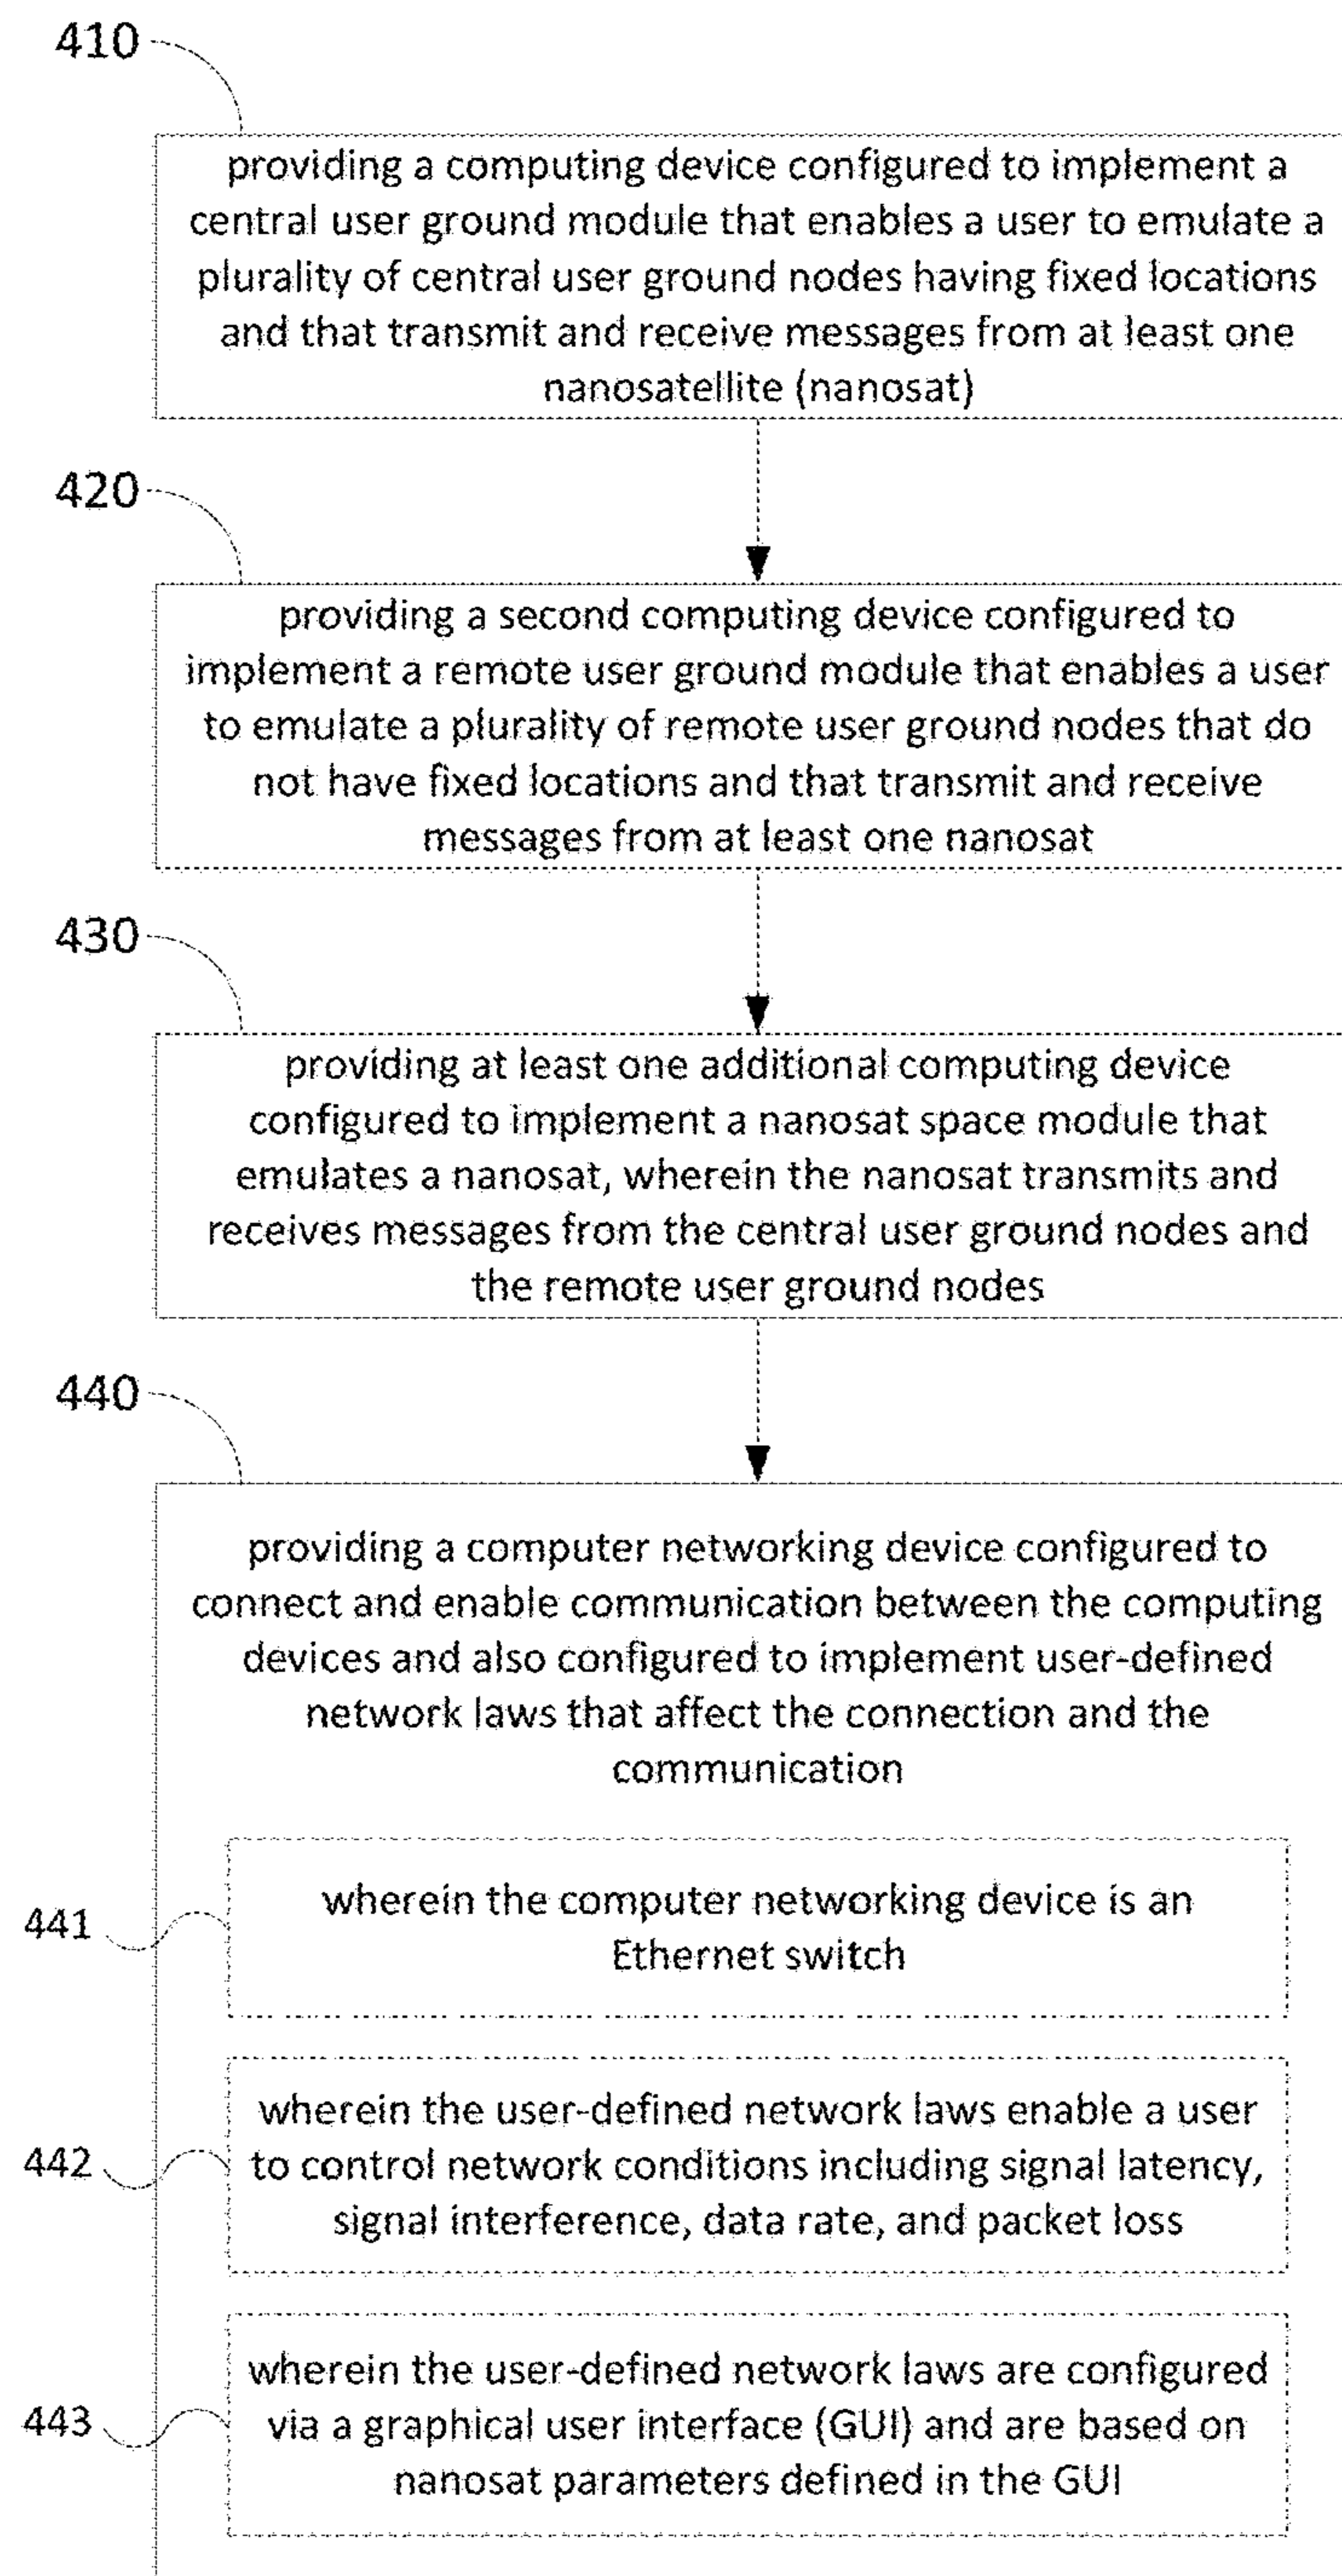 410
providing a computing device configured to implement a
central user ground module that enables a user to emulate a
plurality of central user ground nodes having fixed locations
and that transmit and receive messages from at least one
nanosatellite (nanosat)
420
providing a second computing device configured to
implement a remote user ground module that enables a user
to emulate a plurality of remote user ground nodes that do
not have fixed locations and that transmit and receive
messages from at least one nanosat
430
providing at least one additional computing device
configured to implement a nanosat space module that
emulates a nanosat, wherein the nanosat transmits and
receives messages from the central user ground nodes and
the remote user ground nodes
440
providing a computer networking device configured to
connect and enable communication between the computing
devices and also configured to implement user-defined
network laws that affect the connection and the
communication
441
wherein the computer networking device is an
Ethernet switch
442
wherein the user-defined network laws enable a user
to control network conditions including signal latency,
signal interference, data rate, and packet loss
443
wherein the user-defined network laws are configured
via a graphical user interface (GUI) and are based on
nanosat parameters defined in the GUI